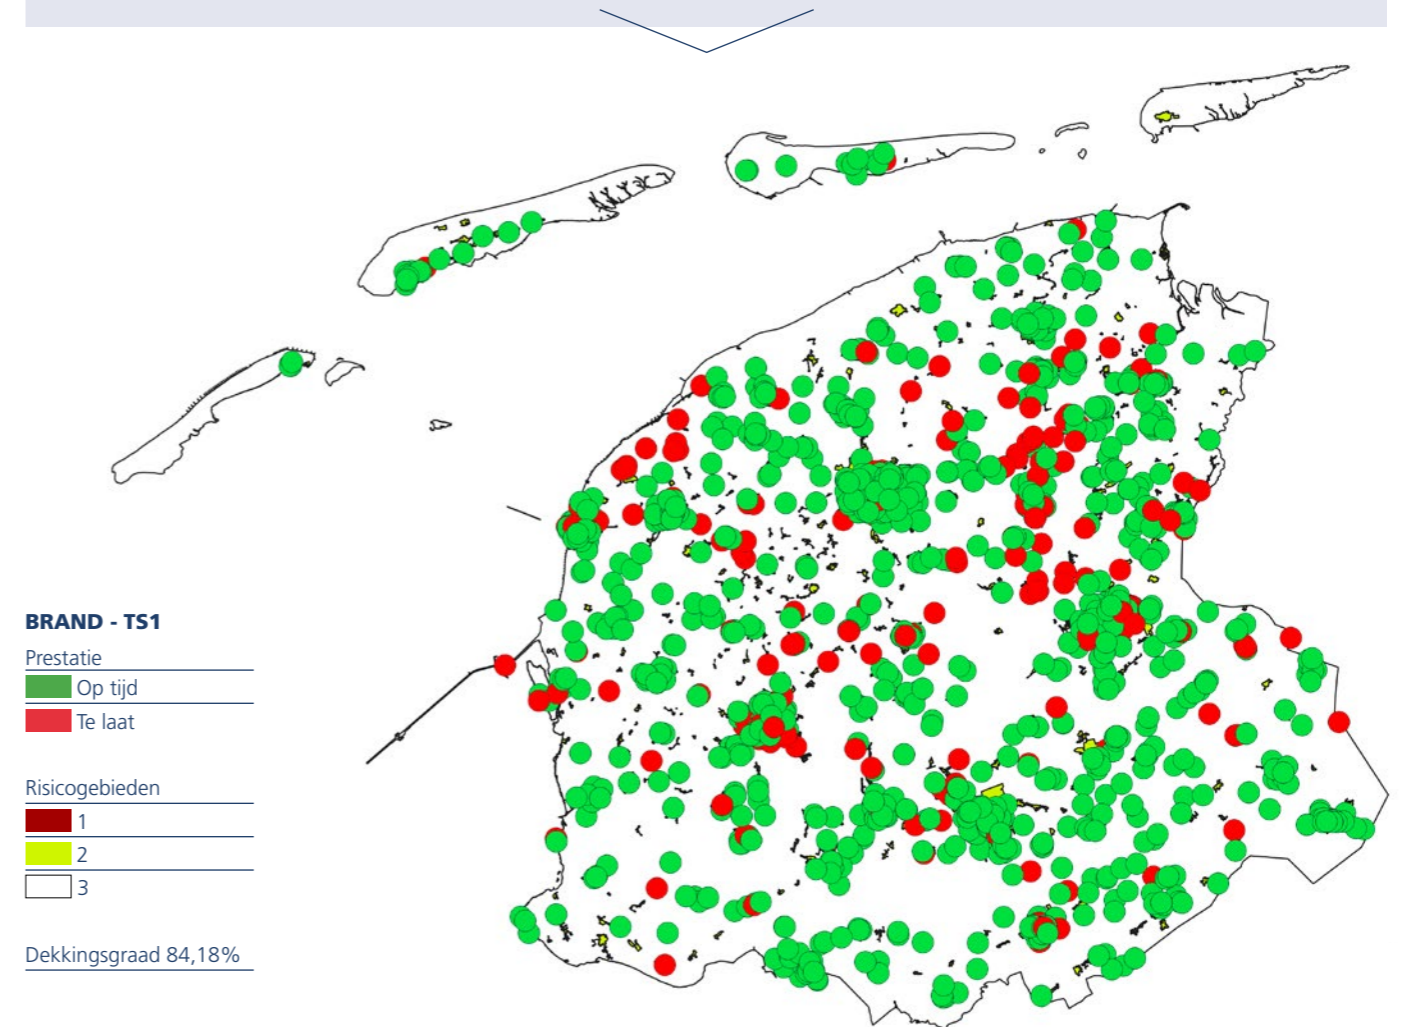 BRAND - TS1
Prestatie
Op tijd
Te laat
Risicogebieden
1
2
3
Dekkingsgraad 84,18%